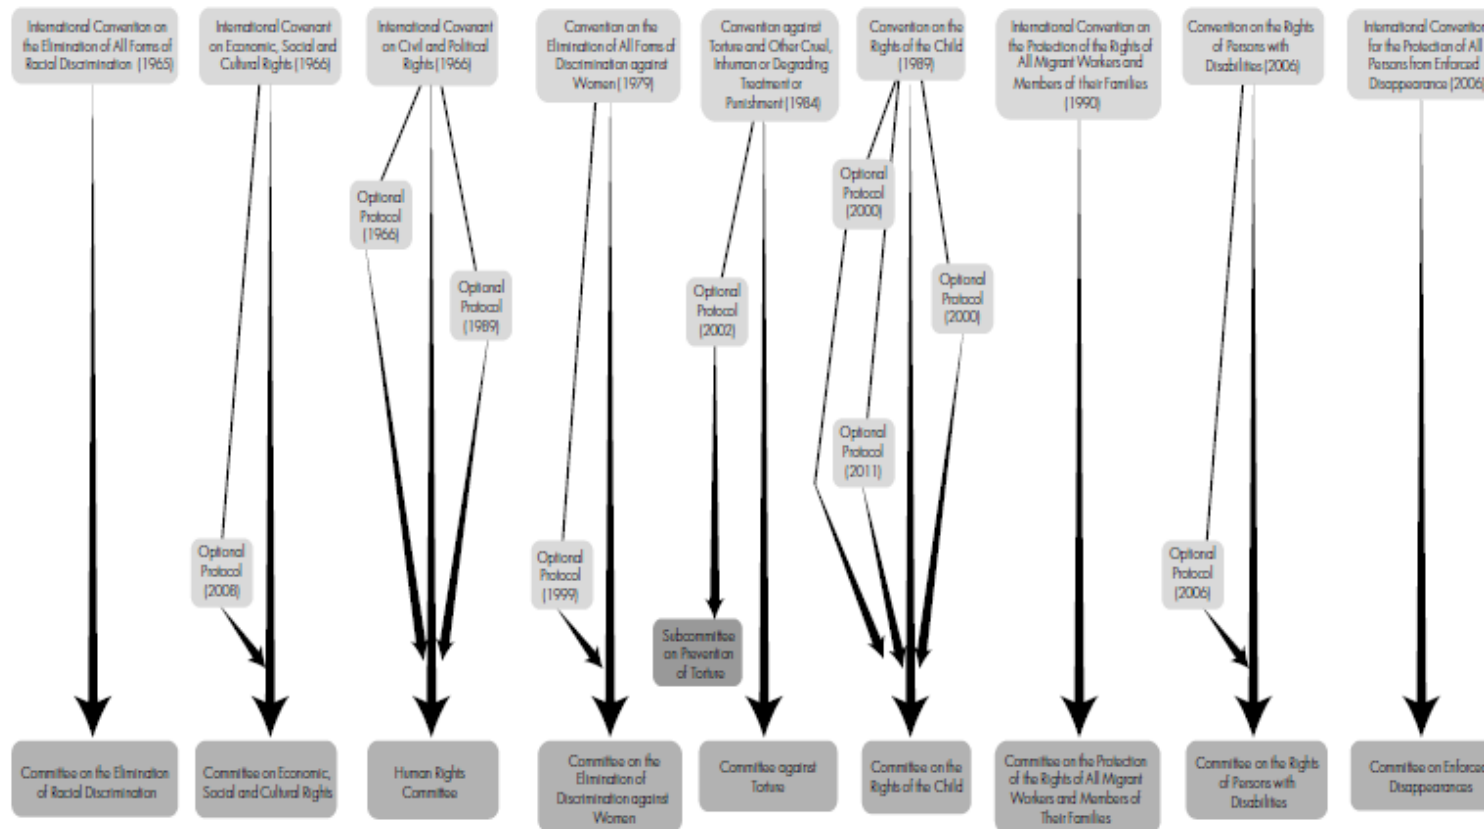 International Convention on
the Elimination of All Forms of
Racial Discrimination (1965)
International Covenant
on Economic, Social and
Cultural Rights (1966)
International Covenant
on Civil and Political
Rights (1966)
Convention on the
Elimination of All Forms of
Discrimination against
Women (1979)
Convention against
Torture and Other Cruel,
Inhuman or Degrading
Treatment or
Punishment (1984)
Convention on the
Rights of the Child
(1989)
International Convention on
the Protection of the Rights of
All Migrant Workers and
Members of their Families
(1990)
Convention on the Rights
of Persons with
Disabilities (2006)
International Convention
for the Protection of All
Persons from Enforced
Disappearance (2006)
Optional
Protocol
(2000)
Optional
Protocol
(1966)
Optional
Protocol
(1989)
Optional
Protocol
(2002)
Optional
Protocol
(2000)
Optional
Protocol
(2011)
Optional
Protocol
(2008)
Optional
Protocol
(1999)
Optional
Protocol
(2006)
Subcommittee
on Prevention
of Torture
Committee on the Elimination
of Racial Discrimination
Committee on Economic,
Social and Cultural Rights
Human Rights
Committee
Committee on the
Elimination of
Discrimination against
Women
Committee against
Torture
Committee on the
Rights of the Child
Committee on the Protection
of the Rights of All Migrant
Workers and Members of
Their Families
Committee on the Rights
of Persons with
Disabilities
Committee on Enforced
Disappearances